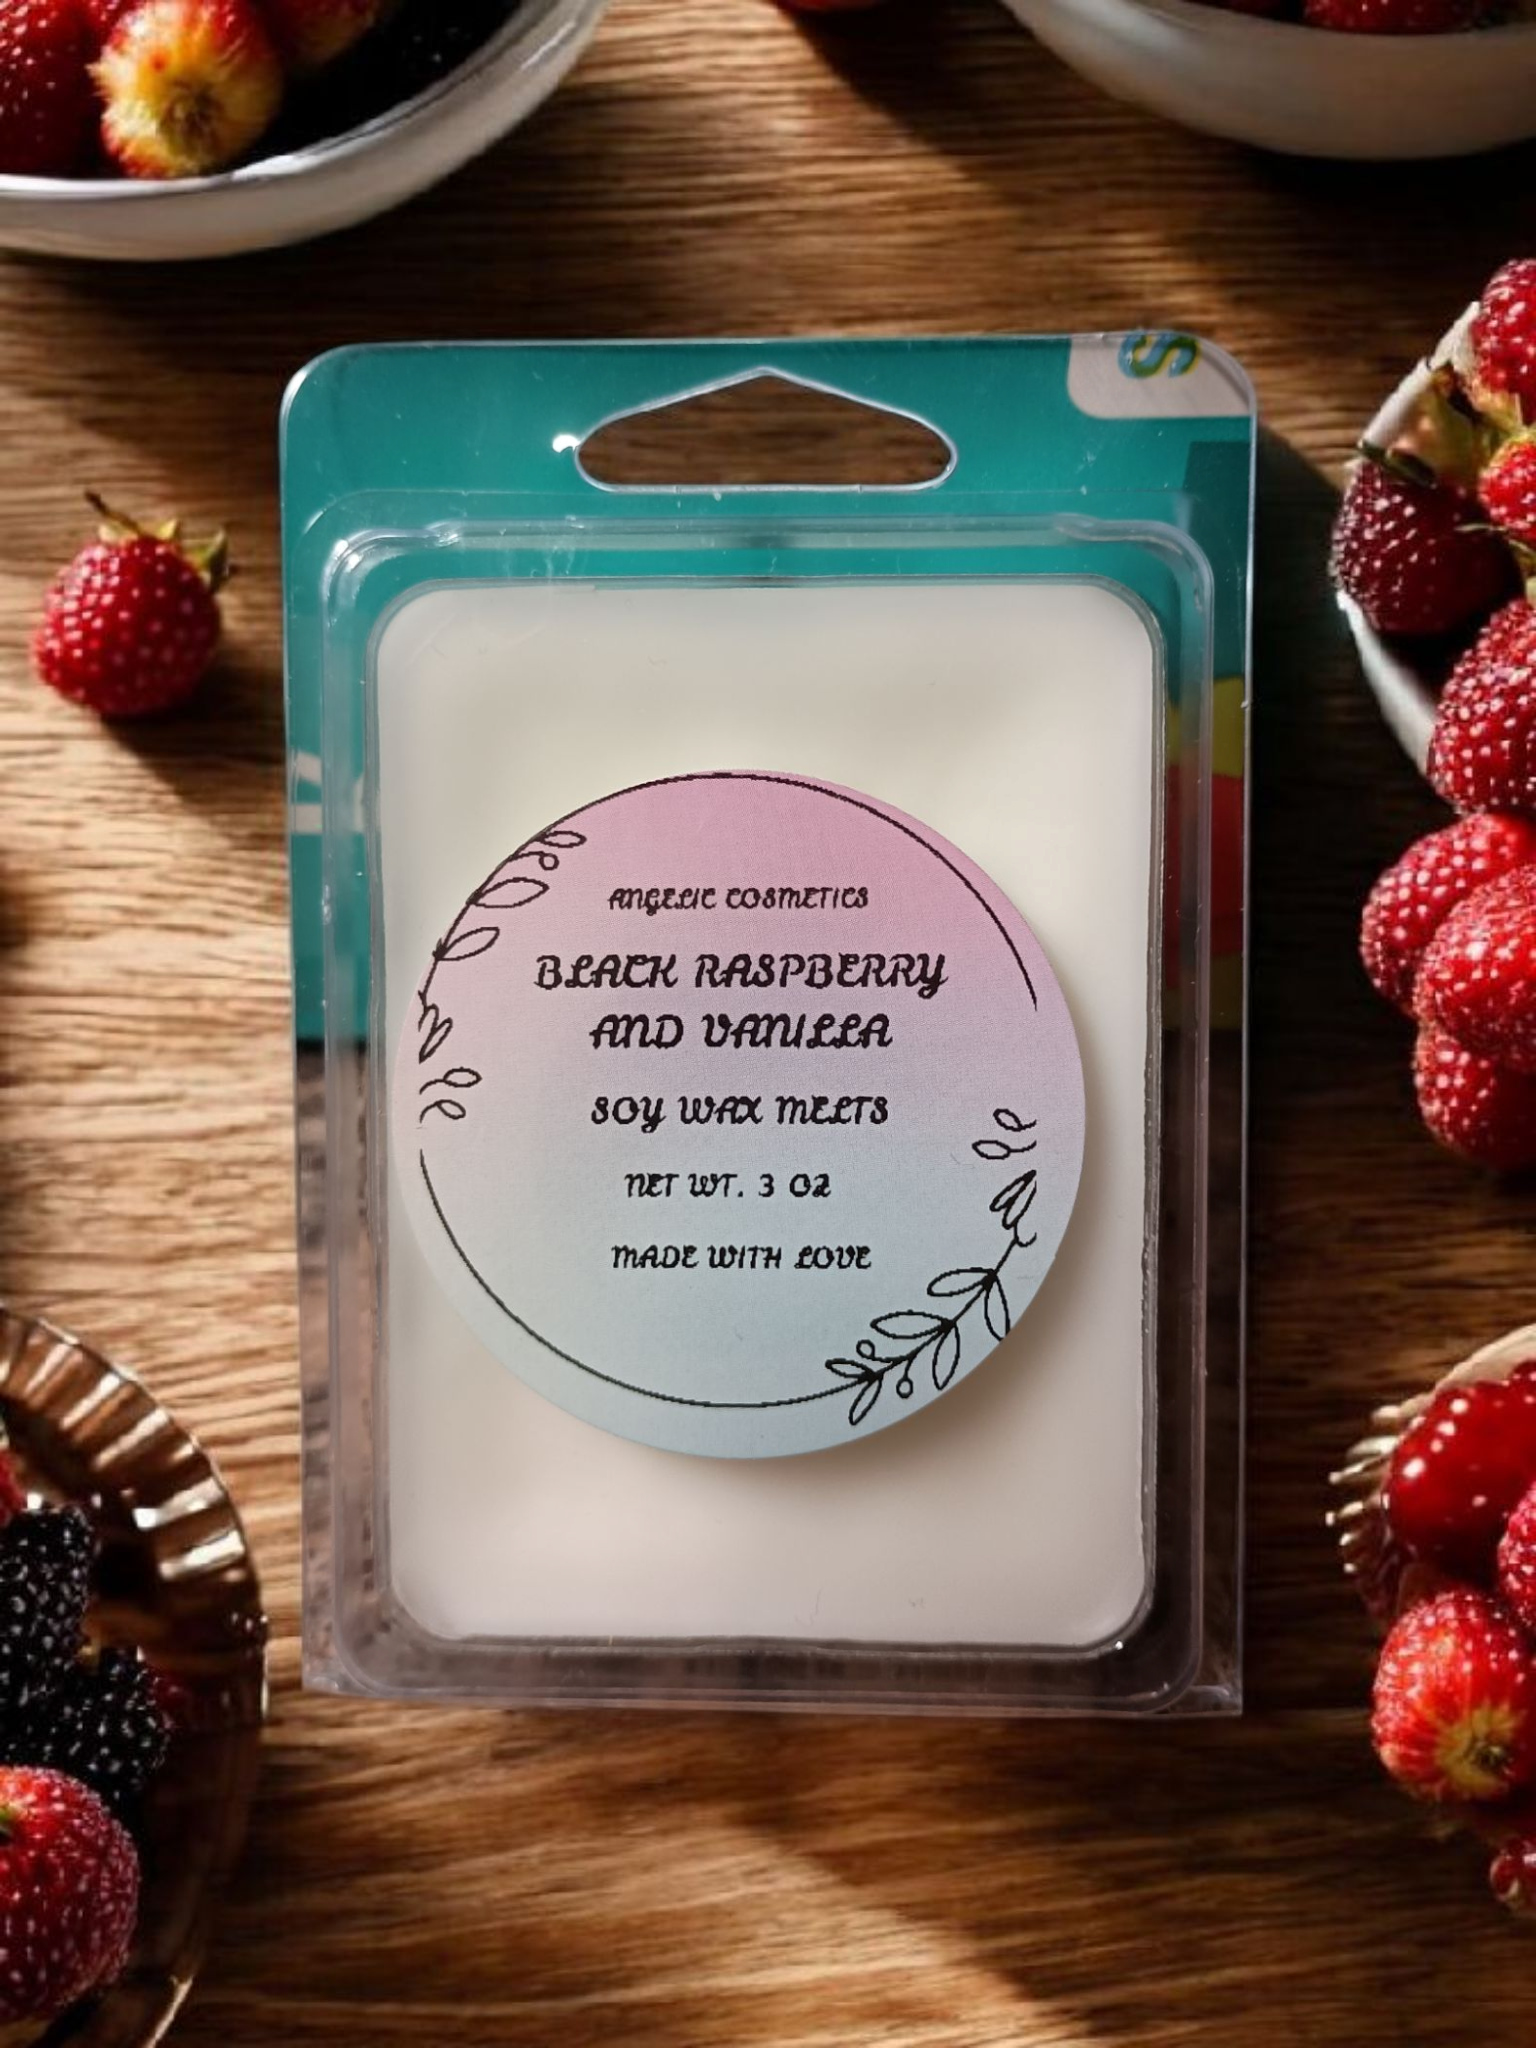 S
ANGELIC COSMETICS
BLACK RASPBERRY
AND VANILLA
SOY WAX MELTS
NET WT. 3 OZ
MADE WITH LOVE